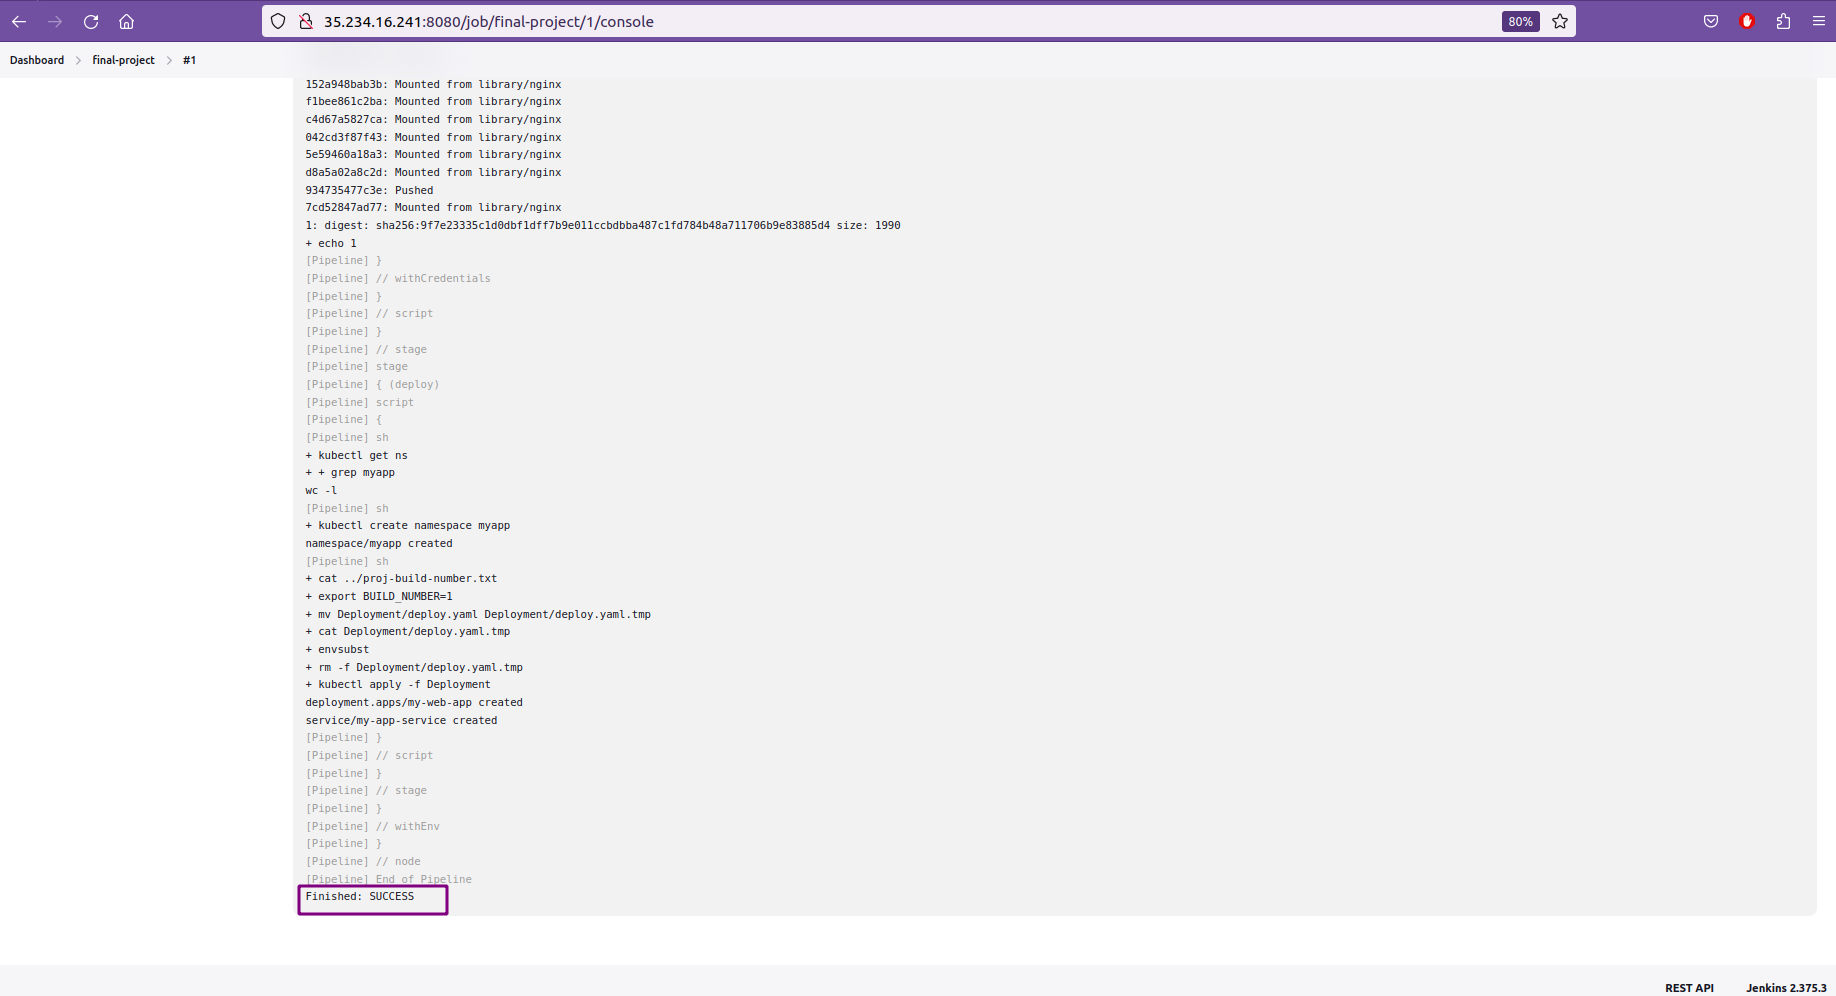 35.234.16.241:8080/job/final-project/1/console
80%
Dashboard > final-project > #1
152a948bab3b: Mounted from library/nginx
f1bee861c2ba: Mounted from library/nginx
c4d67a5827ca: Mounted from library/nginx
042cd3f87f43: Mounted from library/nginx
5e59460a18a3: Mounted from library/nginx
d8a5a02a8c2d: Mounted from library/nginx
934735477c3e: Pushed
7cd52847ad77: Mounted from library/nginx
1: digest: sha256:9f7e23335c1d0dbf1dff7b9e011ccbdbba487c1fd784b48a711706b9e83885d4 size: 1990
+ echo 1
[Pipeline] }
[Pipeline] // withCredentials
[Pipeline] }
[Pipeline] // script
[Pipeline] }
[Pipeline] // stage
[Pipeline] stage
[Pipeline] { (deploy)
[Pipeline] script
[Pipeline] {
[Pipeline] sh
+ kubectl get ns
+ + grep myapp
wc -l
[Pipeline] sh
+ kubectl create namespace myapp
namespace/myapp created
[Pipeline] sh
+ cat ../proj-build-number.txt
+ export BUILD_NUMBER=1
+ mv Deployment/deploy.yaml Deployment/deploy.yaml.tmp
+ cat Deployment/deploy.yaml.tmp
+ envsubst
+ rm -f Deployment/deploy.yaml.tmp
+ kubectl apply -f Deployment
deployment.apps/my-web-app created
service/my-app-service created
[Pipeline] }
[Pipeline] // script
[Pipeline] }
[Pipeline] // stage
[Pipeline] }
[Pipeline] // withEnv
[Pipeline] }
[Pipeline] // node
[Pipeline] End of Pipeline
Finished: SUCCESS
REST API
Jenkins 2.375.3